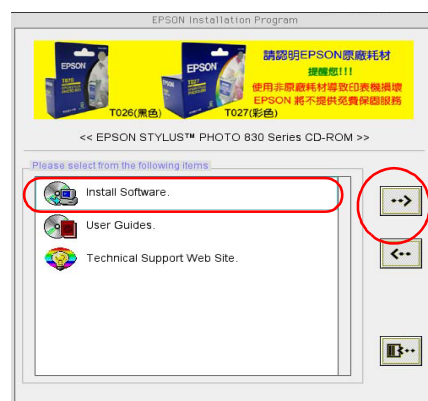 EPSON Installation Program
請認明EPSON原廠耗材
提醒您!!!
使用非原廠耗材導致印表機損壞
EPSON 將不提供免費保固服務
EPSON
EPSON
T026(黑色)
T027(彩色)
<< EPSON STYLUS™ PHOTO 830 Series CD-ROM >>
Please select from the following items
Install Software.
User Guides.
Technical Support Web Site.